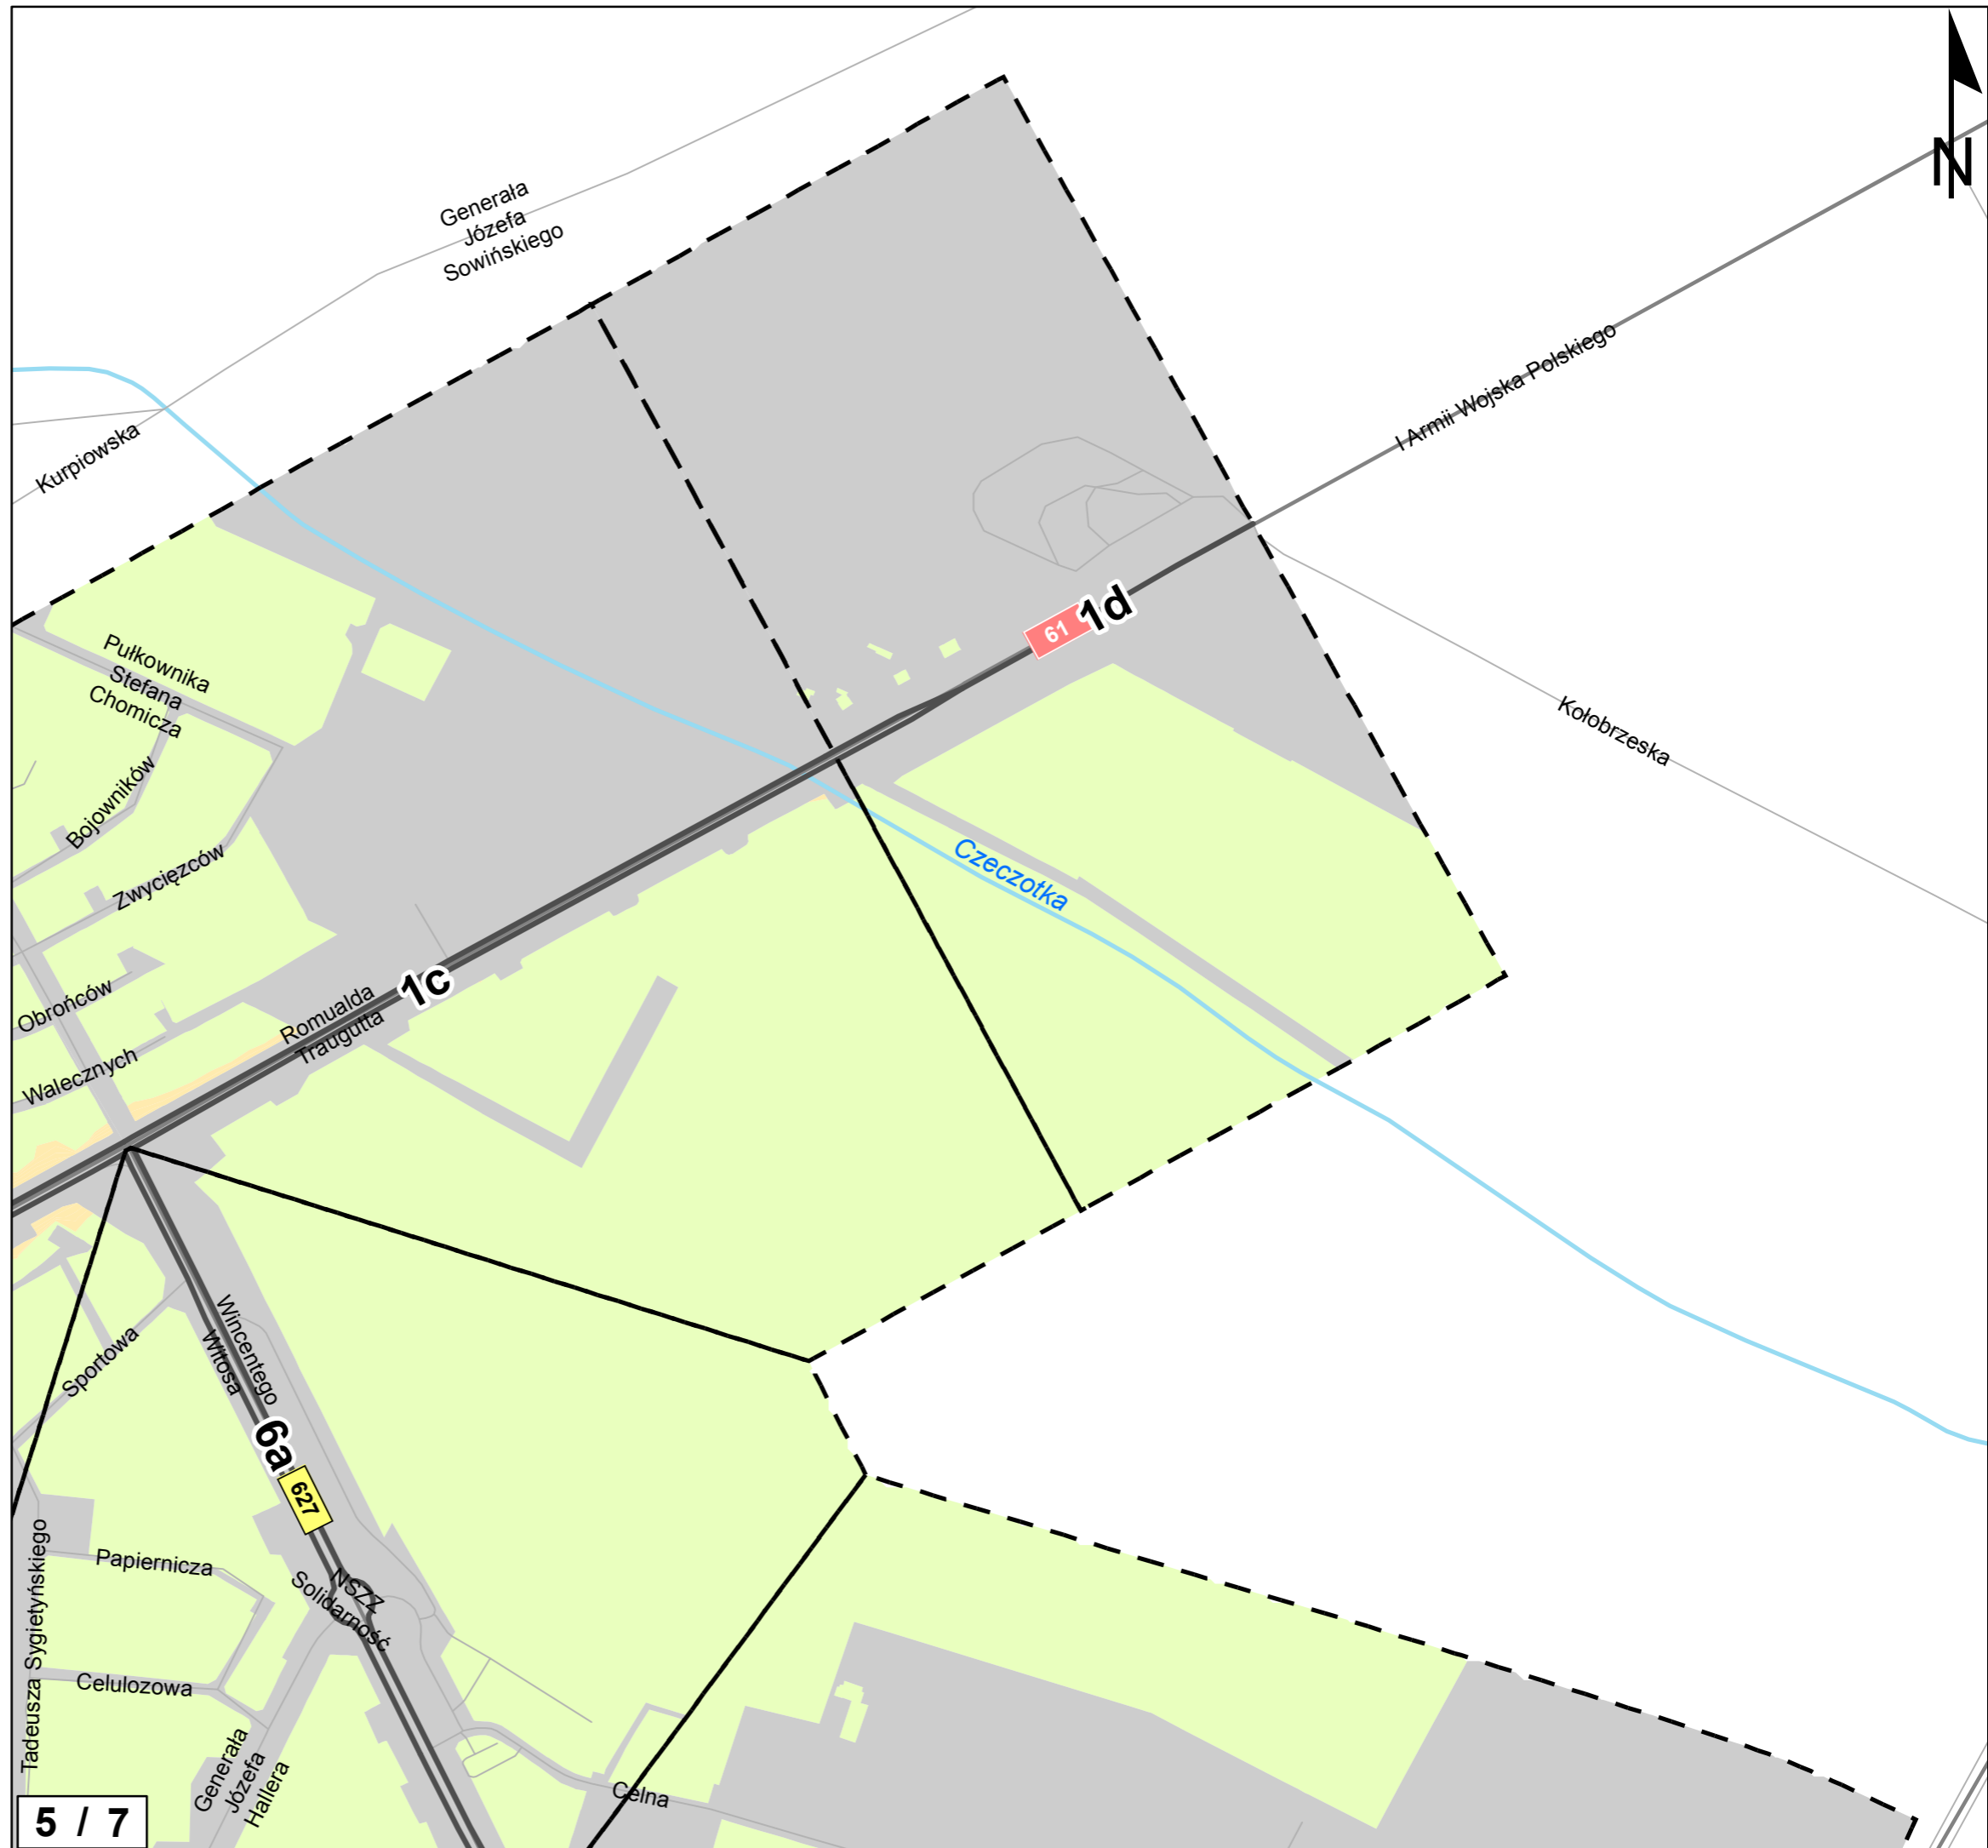 N
Generała
Józefa
Sowińskiego
I Armii Wojska Polskiego
Kurpiowska
61
1d
Pułkownika
Stefana
Chomicza
Kołobrzeska
Bojowników
Zwycięzców
Czeczotka
1c
Obrońców
Romualda
Traugutta
Walecznych
Wincentego
Witosa
Sportowa
6a
627
Tadeusza Sygietyńskiego
Papiernicza
NSZZ
Solidarność
Celulozowa
Generała
Józefa
Hallera
Celna
5 / 7